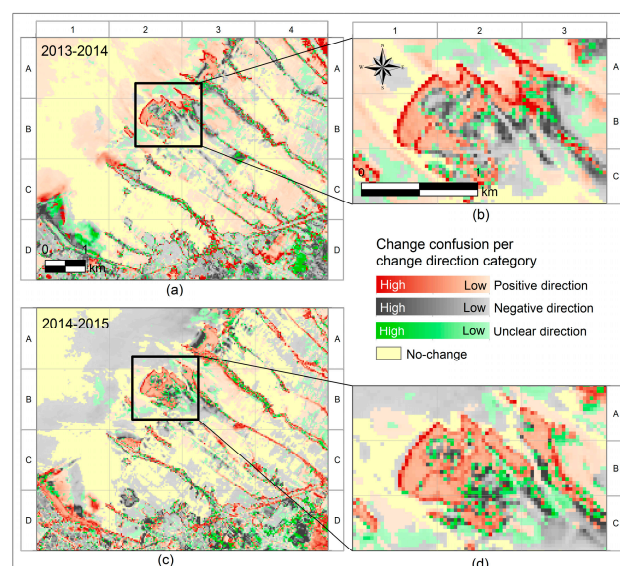 1 2 3 4
1 2 3
2013-2014
A
B
C
D
A
B
C
D
N
W E
S
A
B
C
0 1
km
(a)
0 1
km
(b)
Change confusion per
change direction category
High Low Positive direction
High Low Negative direction
High Low Unclear direction
No-change
2014-2015
A
B
C
D
A
B
C
D
A
B
C
(c)
(d)